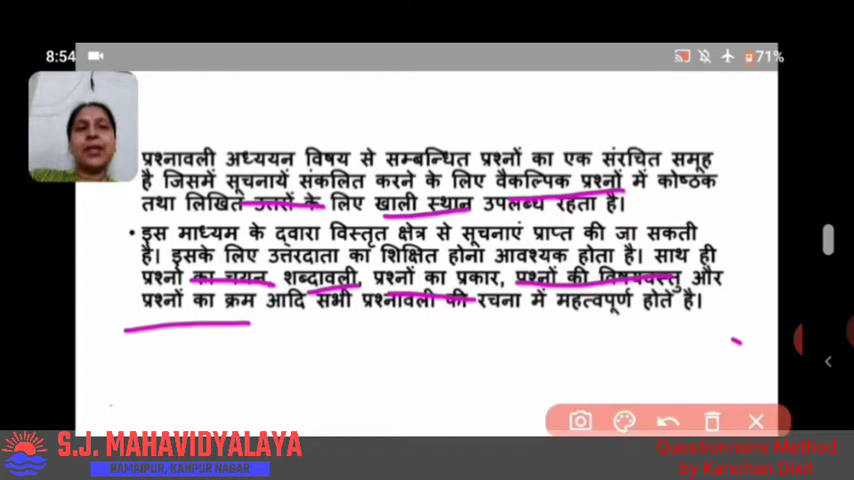 8:54
71%
प्रश्नावली अध्ययन विषय से सम्बन्धित प्रश्नों का एक संरचित समूह
है जिसमें सूचनायें संकलित करने के लिए वैकल्पिक प्रश्नों में कोष्ठक
तथा लिखित उत्तरों के लिए खाली स्थान उपलब्ध रहता है।
• इस माध्यम के द्वारा विस्तृत क्षेत्र से सूचनाएं प्राप्त की जा सकती
है। इसके लिए उत्तरदाता का शिक्षित होना आवश्यक होता है। साथ ही
प्रश्नो का चयन, शब्दावली, प्रश्नों का प्रकार, प्रश्नों की विषयवस्तु और
प्रश्नों का क्रम आदि सभी प्रश्नावली की रचना में महत्वपूर्ण होते है।
S.J. MAHAVIDYALAYA
RAMAIPUR, KANPUR NAGAR
Questionnaire Method
by Kanchan Dixit